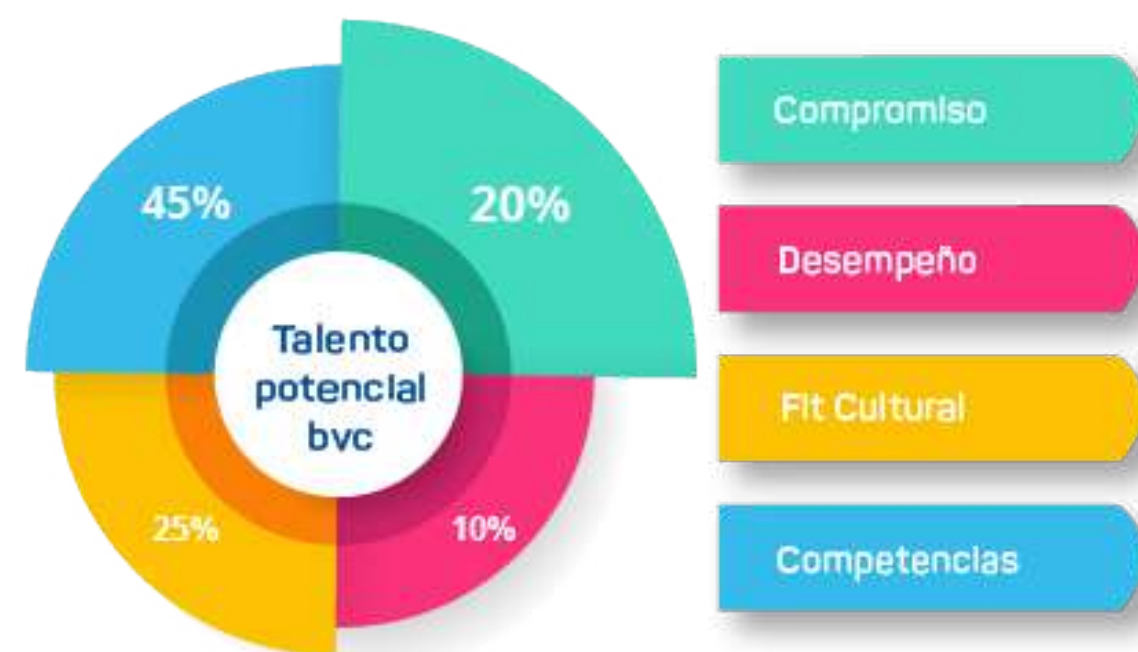 45%
20%
Talento
potencial
bvc
25%
10%
Compromiso
Desempeño
Fit Cultural
Competencias